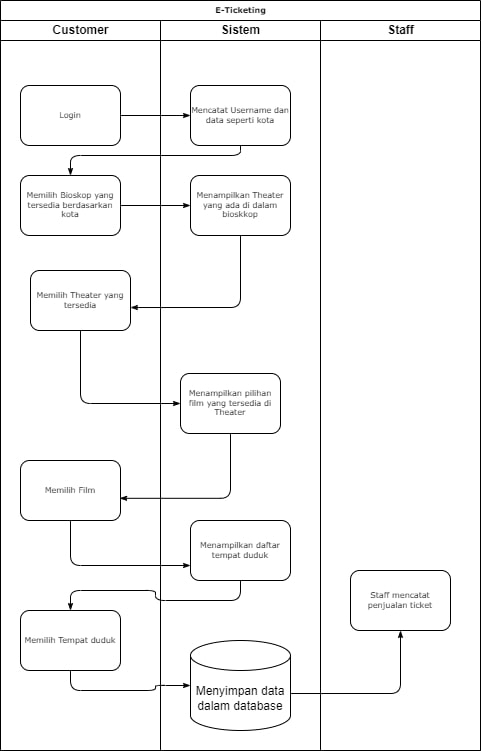 E-Ticketing
Customer
Sistem
Staff
Login
Mencatat Username dan
data seperti kota
Memilih Bioskop yang
tersedia berdasarkan
kota
Menampilkan Theater
yang ada di dalam
bioskkop
Memilih Theater yang
tersedia
Menampilkan pilihan
film yang tersedia di
Theater
Memilih Film
Menampilkan daftar
tempat duduk
Staff mencatat
penjualan ticket
Memilih Tempat duduk
Menyimpan data
dalam database